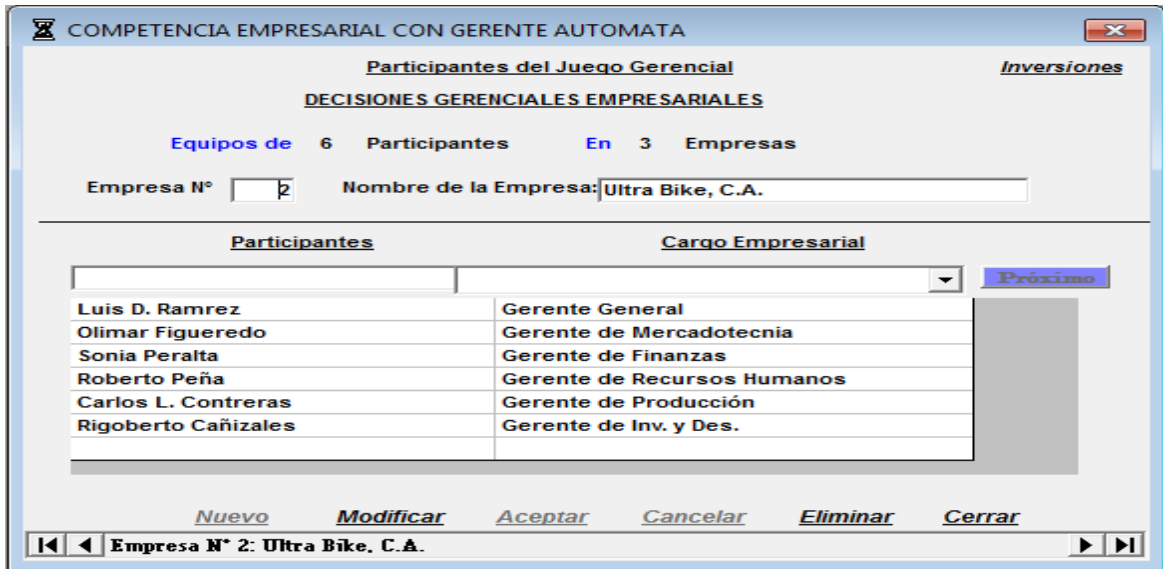 COMPETENCIA EMPRESARIAL CON GERENTE AUTOMATA
Participantes del Juego Gerencial Inversiones
DECISIONES GERENCIALES EMPRESARIALES
Equipos de 6 Participantes En 3 Empresas
Empresa N° 2 Nombre de la Empresa: Ultra Bike, C.A.
Participantes Cargo Empresarial
Próximo
Luis D. Ramrez Gerente General
Olimar Figueredo Gerente de Mercadotecnia
Sonia Peralta Gerente de Finanzas
Roberto Peña Gerente de Recursos Humanos
Carlos L. Contreras Gerente de Producción
Rigoberto Cañizales Gerente de Inv. y Des.
Nuevo Modificar Aceptar Cancelar Eliminar Cerrar
Empresa N° 2: Ultra Bike, C.A.